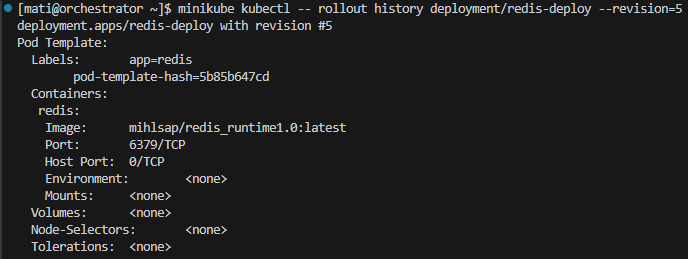 [mati@orchestrator ~]$ minikube kubectl -- rollout history deployment/redis-deploy --revision=5
deployment.apps/redis-deploy with revision #5
Pod Template:
  Labels:       app=redis
        pod-template-hash=5b85b647cd
  Containers:
   redis:
    Image:      mihlsap/redis_runtime1.0:latest
    Port:       6379/TCP
    Host Port:  0/TCP
    Environment:        <none>
    Mounts:     <none>
  Volumes:      <none>
  Node-Selectors:       <none>
  Tolerations:  <none>